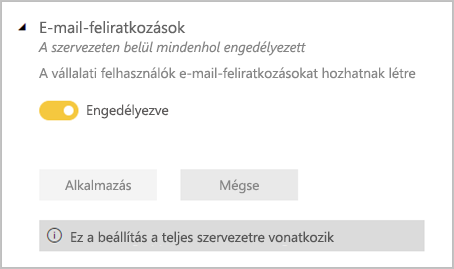 E-mail-feliratkozások
A szervezeten belül mindenhol engedélyezett
A vállalati felhasználók e-mail-feliratkozásokat hozhatnak létre
Engedélyezve
Alkalmazás Mégse
Ez a beállítás a teljes szervezetre vonatkozik